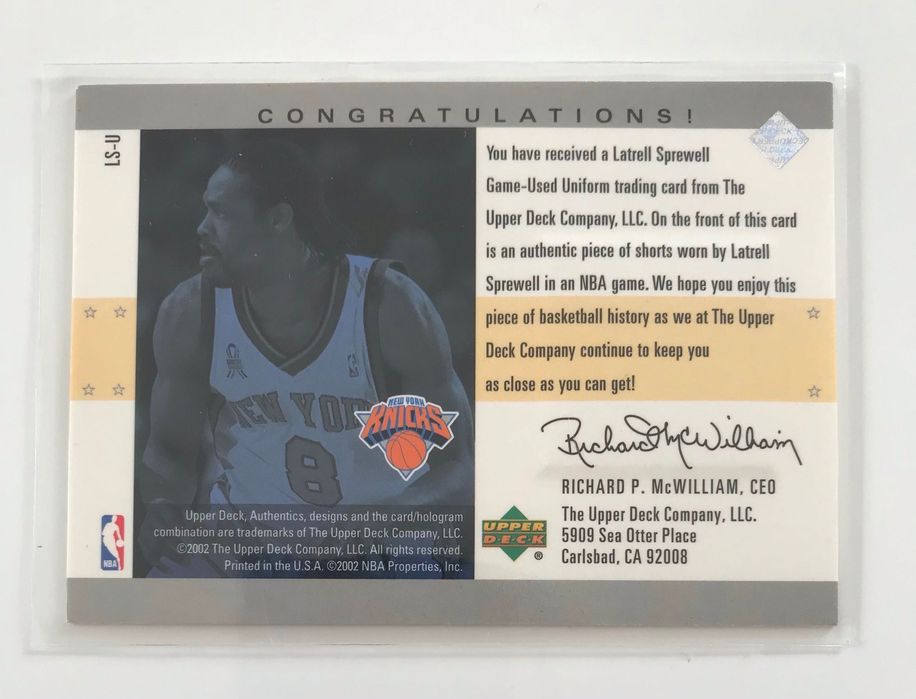 CONGRATULATIONS!
LS-U
You have received a Latrell Sprewell
Game-Used Uniform trading card from The
Upper Deck Company, LLC. On the front of this card
is an authentic piece of shorts worn by Latrell
Sprewell in an NBA game. We hope you enjoy this
piece of basketball history as we at The Upper
Deck Company continue to keep you
as close as you can get!
NEW YOR
8
NEW YORK
KNICKS
Richard P. McWilliam
RICHARD P. McWILLIAM, CEO
The Upper Deck Company, LLC.
5909 Sea Otter Place
Carlsbad, CA 92008
UPPER
DECK
®
Upper Deck, Authentics, designs and the card/hologram
combination are trademarks of The Upper Deck Company, LLC.
©2002 The Upper Deck Company, LLC. All rights reserved.
Printed in the U.S.A. ©2002 NBA Properties, Inc.
NBA